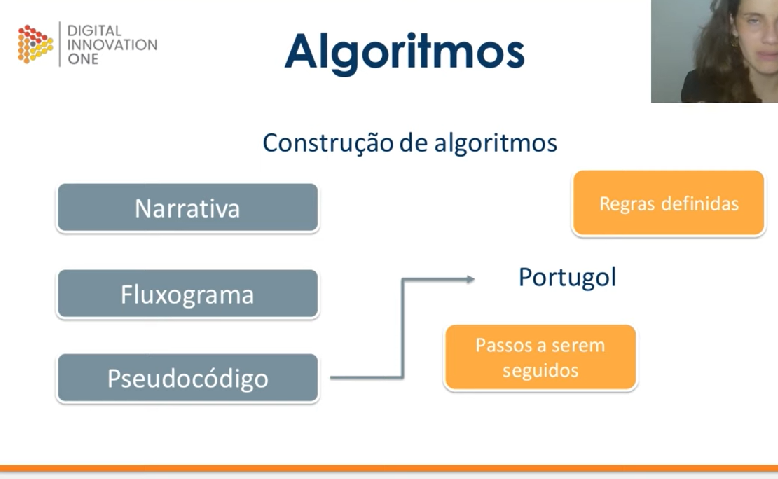 DIGITAL
INNOVATION
ONE
Algoritmos
Construção de algoritmos
Narrativa
Regras definidas
Fluxograma
Portugol
Passos a serem
seguidos
Pseudocódigo